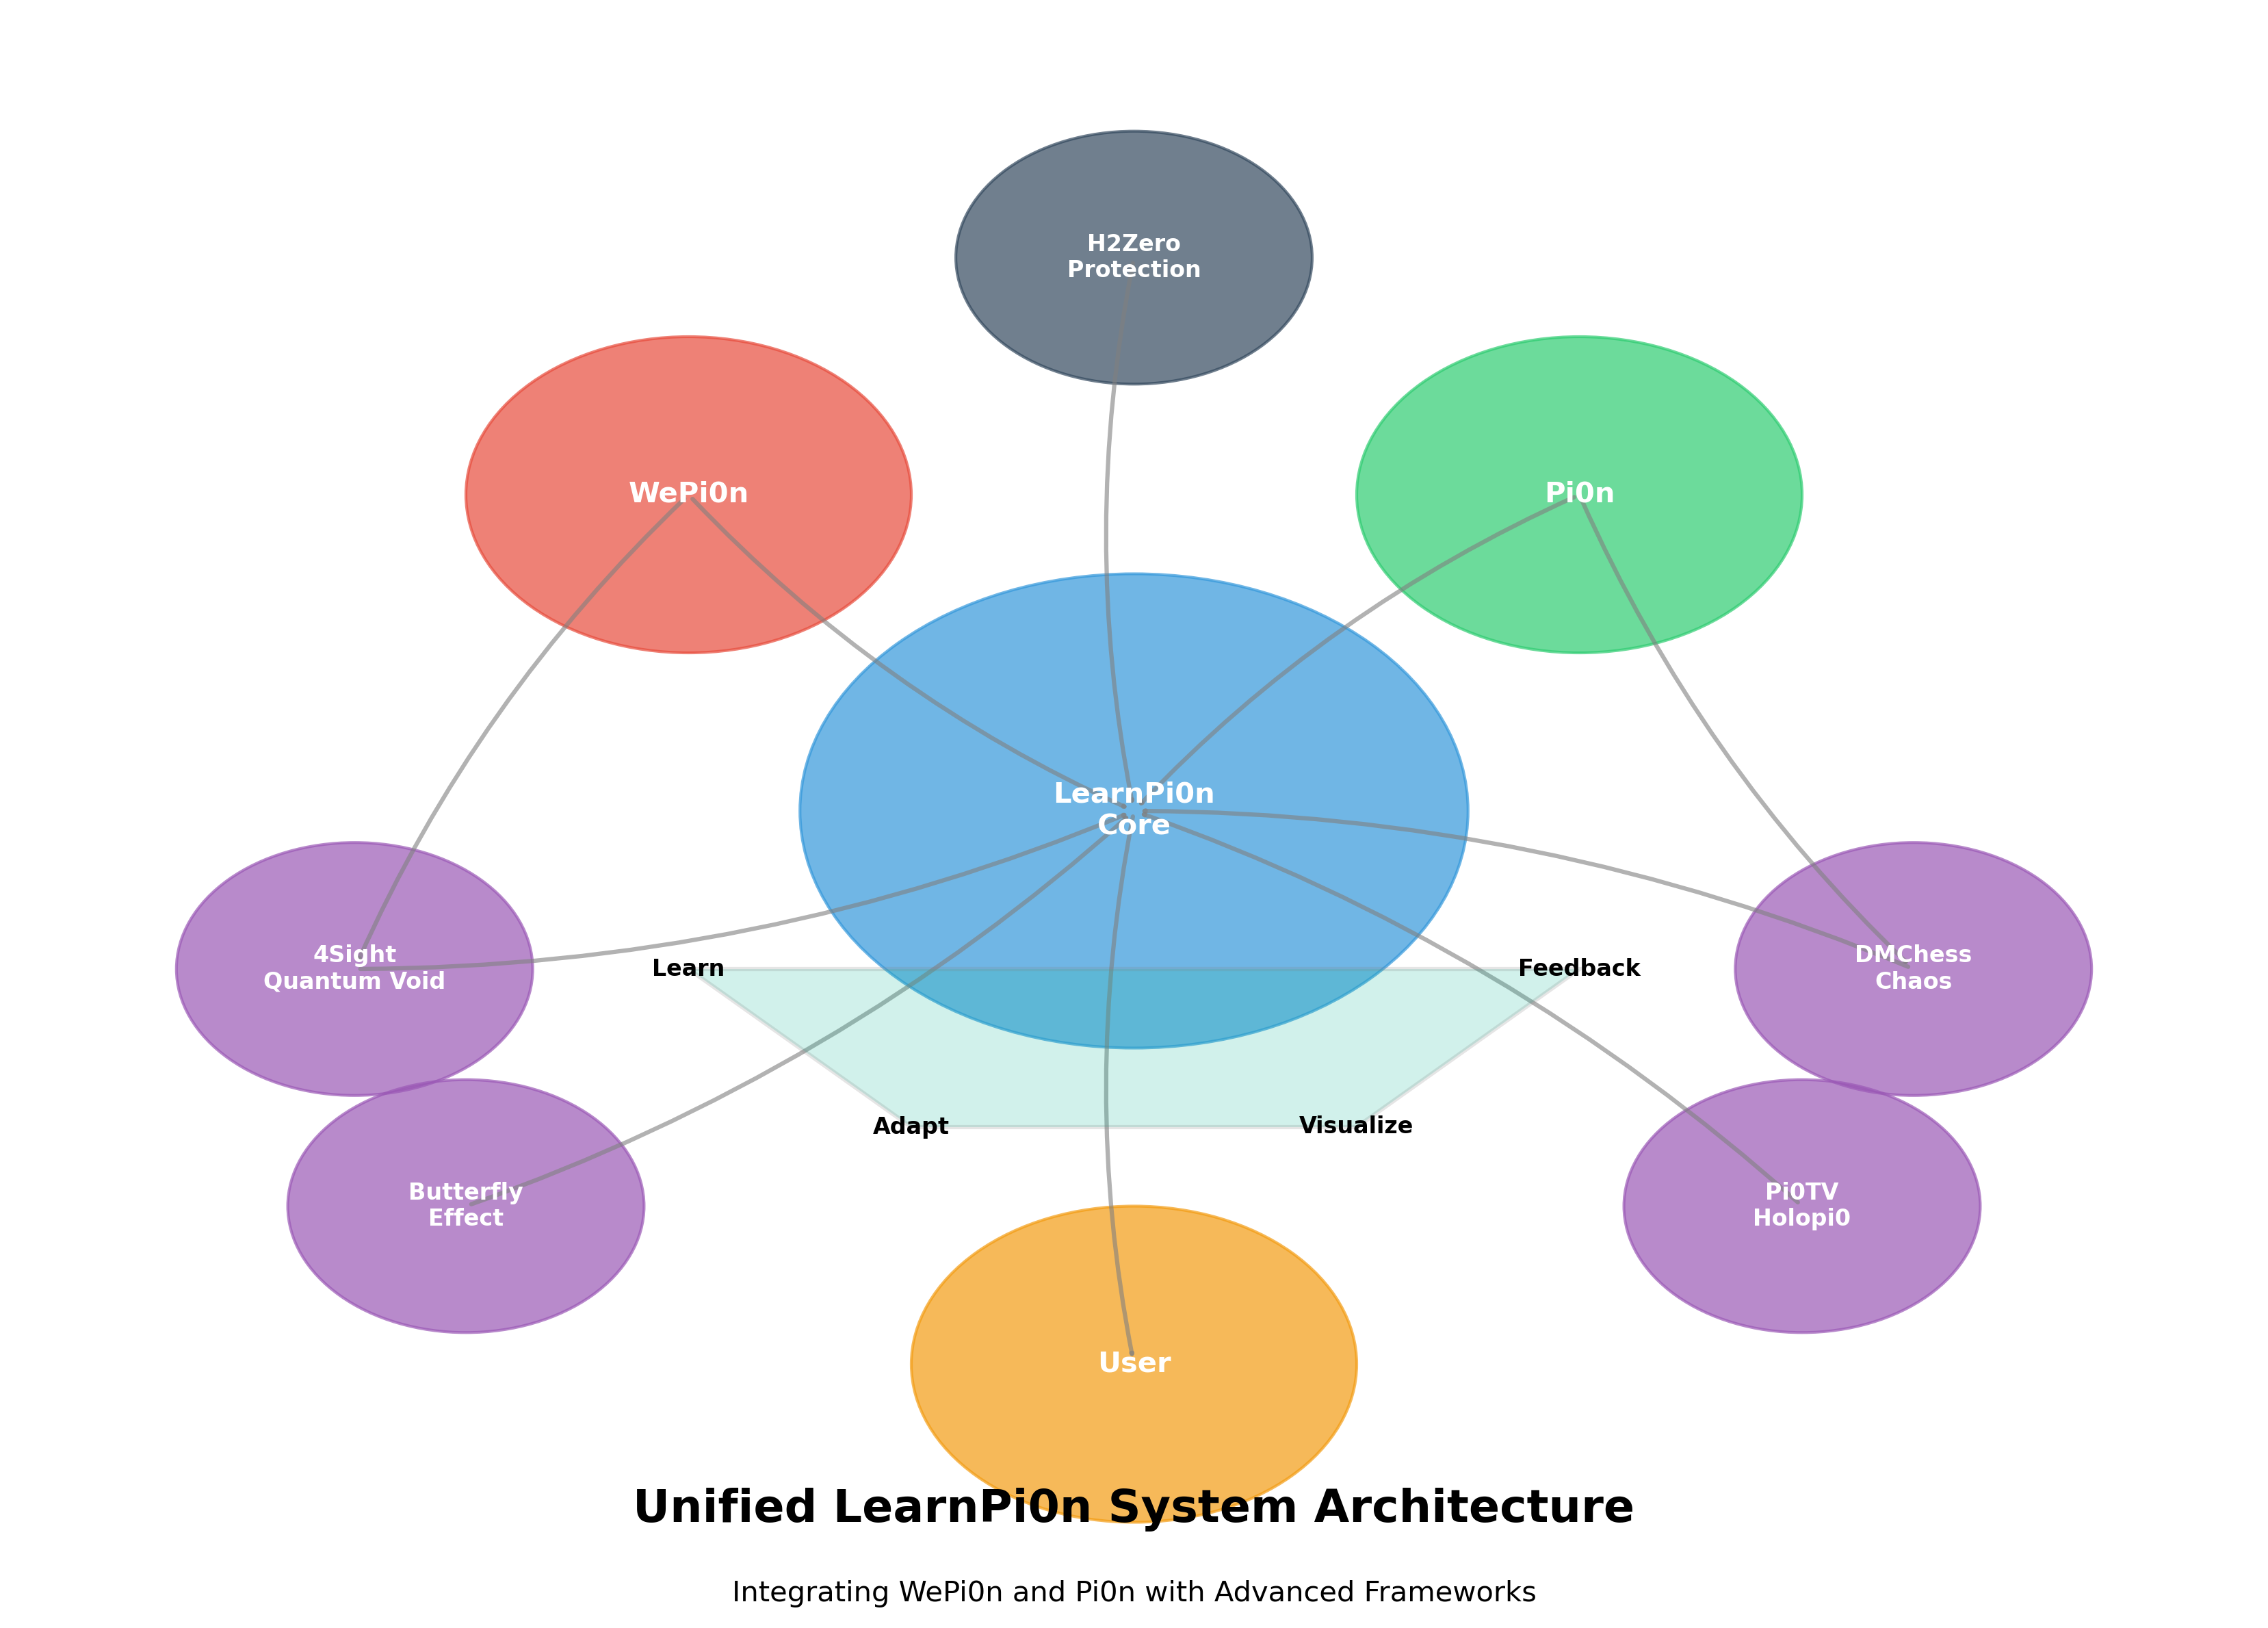 H2Zero
Protection
WePi0n
Pi0n
LearnPi0n
Core
4Sight
Quantum Void
Learn
Feedback
DMChess
Chaos
Adapt
Visualize
Butterfly
Effect
Pi0TV
Holopi0
User
Unified LearnPi0n System Architecture
Integrating WePi0n and Pi0n with Advanced Frameworks